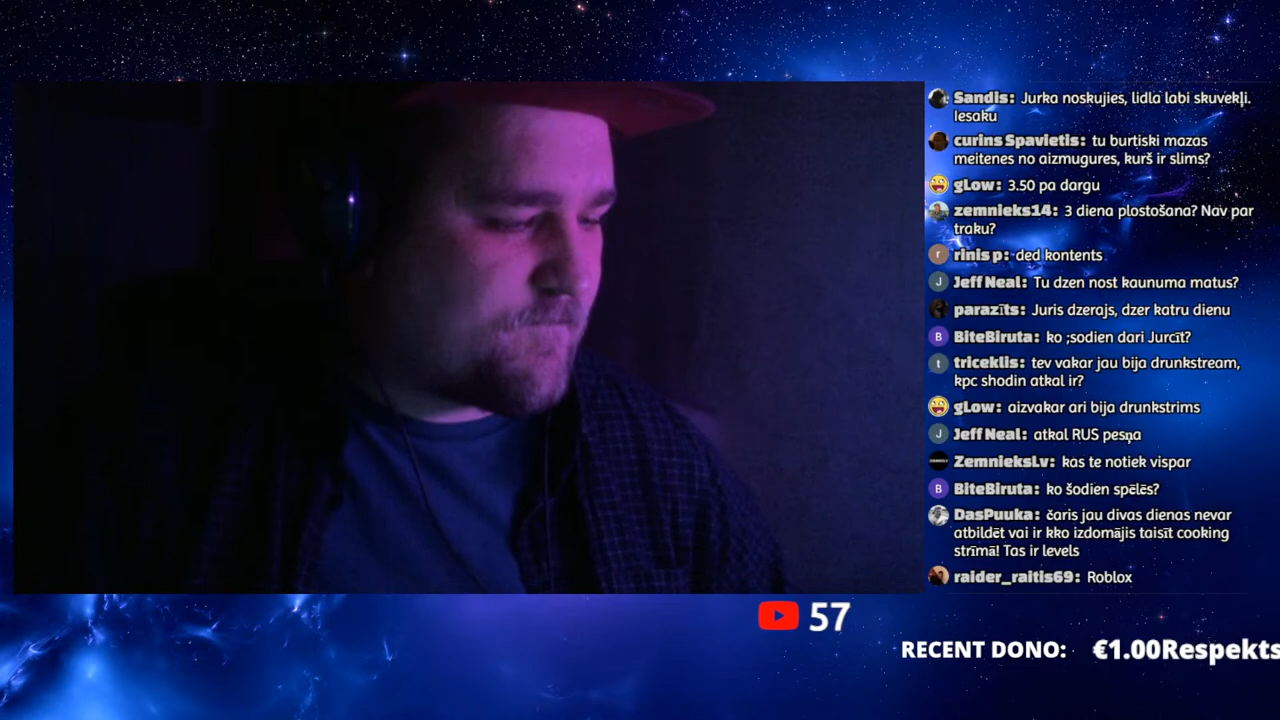 Sandis: Jurka noskujies, lidla labi skuvekļi.
Iesaku
curins Spavietis: tu burtiski mazas
meitenes no aizmugures, kurš ir slims?
gLow: 3.50 pa dargu
zemnieks14: 3 diena plostošana? Nav par
traku?
r
rinis p: ded kontents
J
Jeff Neal: Tu dzen nost kaunuma matus?
parazīts: Juris dzerajs, dzer katru dienu
B
BiteBiruta: ko ;sodien dari Jurcīt?
t
triceklis: tev vakar jau bija drunkstream,
kpc shodin atkal ir?
gLow: aizvakar ari bija drunkstrims
J
Jeff Neal: atkal RUS pesņa
ZemnieksLv: kas te notiek vispar
B
BiteBiruta: ko šodien spēlēs?
DasPuuka: čaris jau divas dienas nevar
atbildēt vai ir kko izdomājis taisīt cooking
strīmā! Tas ir levels
raider_raitis69: Roblox
57
RECENT DONO: €1.00Respekts